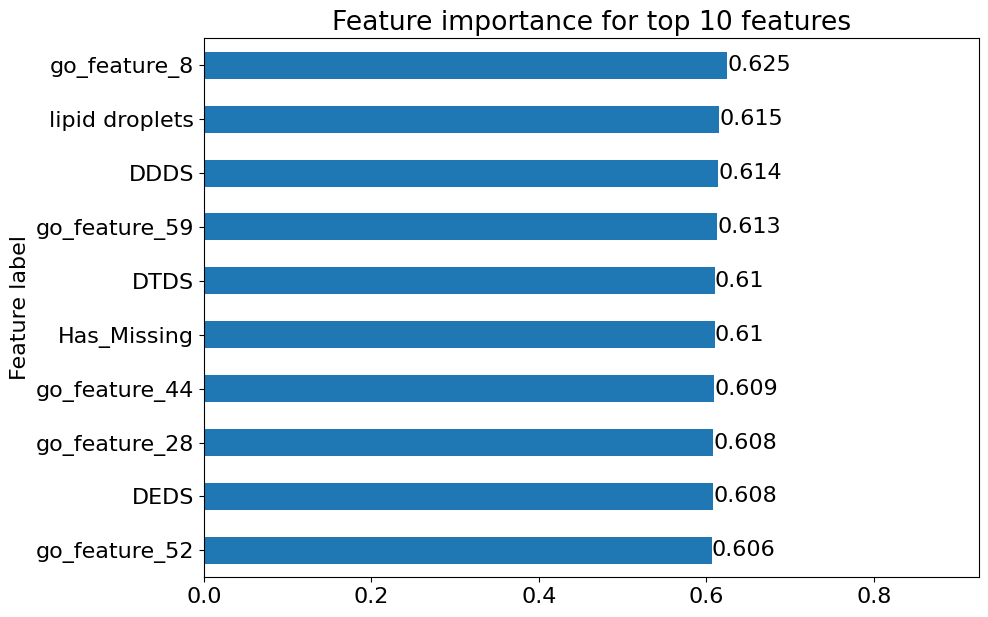 Feature importance for top 10 features
Feature label
go_feature_8 0.625
lipid droplets 0.615
DDDS 0.614
go_feature_59 0.613
DTDS 0.61
Has_Missing 0.61
go_feature_44 0.609
go_feature_28 0.608
DEDS 0.608
go_feature_52 0.606
0.0 0.2 0.4 0.6 0.8